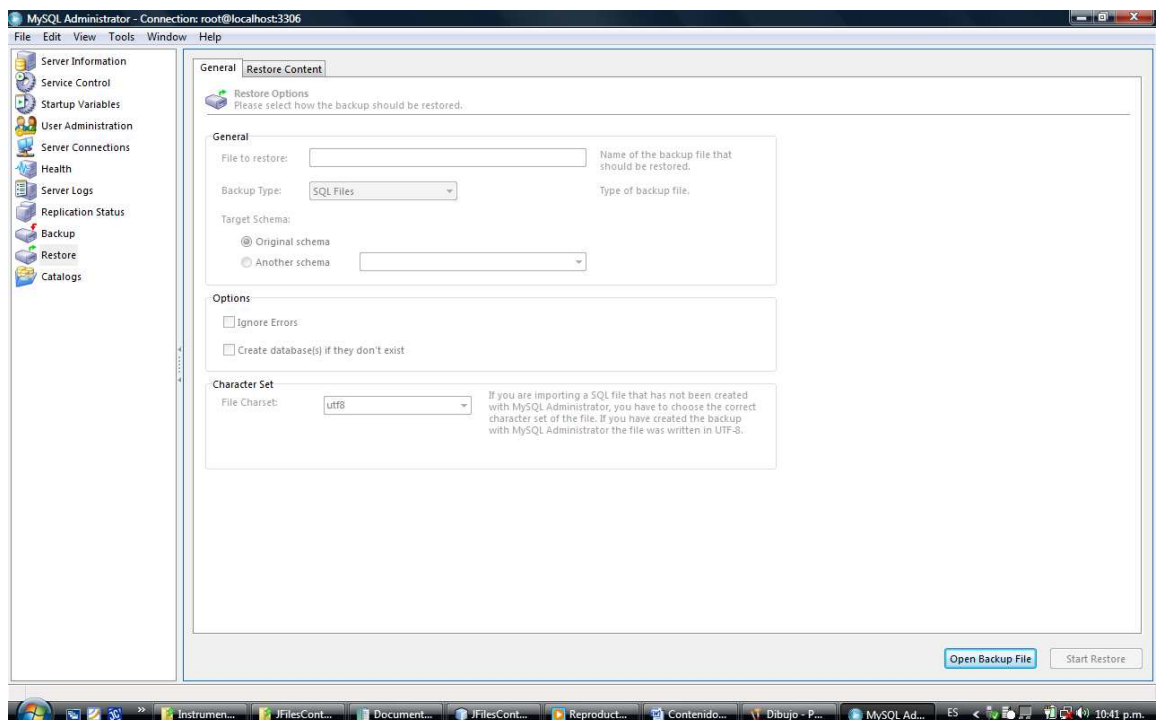 MySQL Administrator - Connection: root@localhost:3306
File Edit View Tools Window Help
Server Information
Service Control
Startup Variables
User Administration
Server Connections
Health
Server Logs
Replication Status
Backup
Restore
Catalogs
General Restore Content
Restore Options
Please select how the backup should be restored.
General
File to restore:
Name of the backup file that
should be restored.
Backup Type: SQL Files Type of backup file.
Target Schema:
Original schema
Another schema
Options
Ignore Errors
Create database(s) if they don't exist
Character Set
File Charset: utf8
If you are importing a SQL file that has not been created
with MySQL Administrator, you have to choose the correct
character set of the file. If you have created the backup
with MySQL Administrator the file was written in UTF-8.
Open Backup File Start Restore
» Instrumen... JFilesCont... Document... JFilesCont... Reproduct... Contenido... Dibujo - P... MySQL Ad... ES < 10:41 p.m.